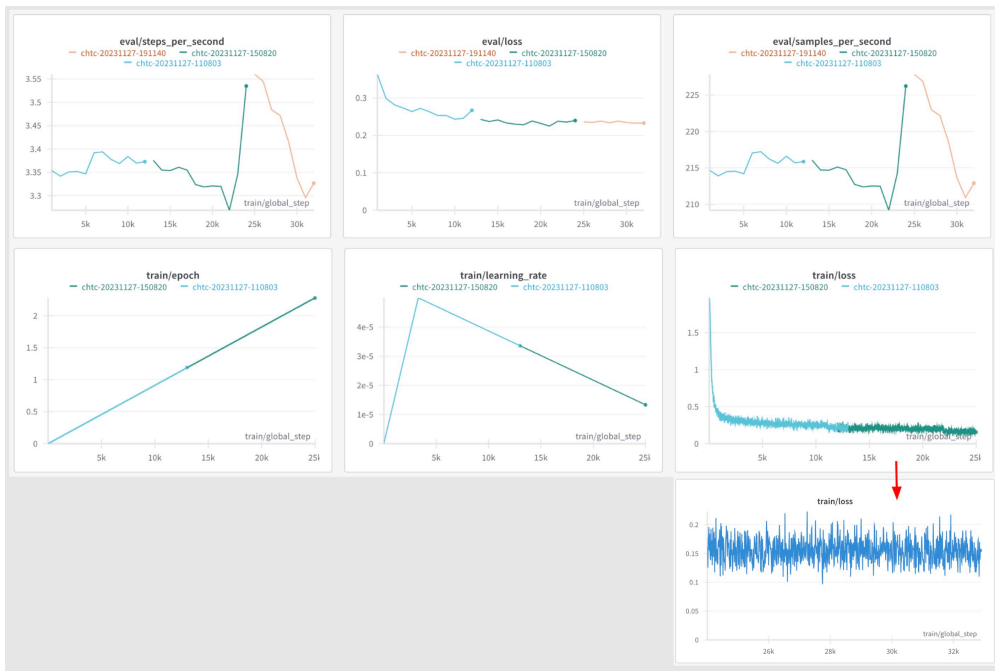 eval/steps_per_second
chtc-20231127-191140 chtc-20231127-150820
chtc-20231127-110803
3.55
3.5
3.45
3.4
3.35
3.3
train/global_step
5k 10k 15k 20k 25k 30k
eval/loss
chtc-20231127-191140 chtc-20231127-150820
chtc-20231127-110803
0.3
0.2
0.1
0
train/global_step
5k 10k 15k 20k 25k 30k
eval/samples_per_second
chtc-20231127-191140 chtc-20231127-150820
chtc-20231127-110803
225
220
215
210
train/global_step
5k 10k 15k 20k 25k 30k
train/epoch
chtc-20231127-150820 chtc-20231127-110803
2
1.5
1
0.5
0
train/global_step
5k 10k 15k 20k 25k
train/learning_rate
chtc-20231127-150820 chtc-20231127-110803
4e-5
3e-5
2e-5
1e-5
0
train/global_step
5k 10k 15k 20k 25k
train/loss
chtc-20231127-150820 chtc-20231127-110803
1.5
1
0.5
0
train/global_step
5k 10k 15k 20k 25k
train/loss
0.2
0.15
0.1
0.05
0
train/global_step
26k 28k 30k 32k